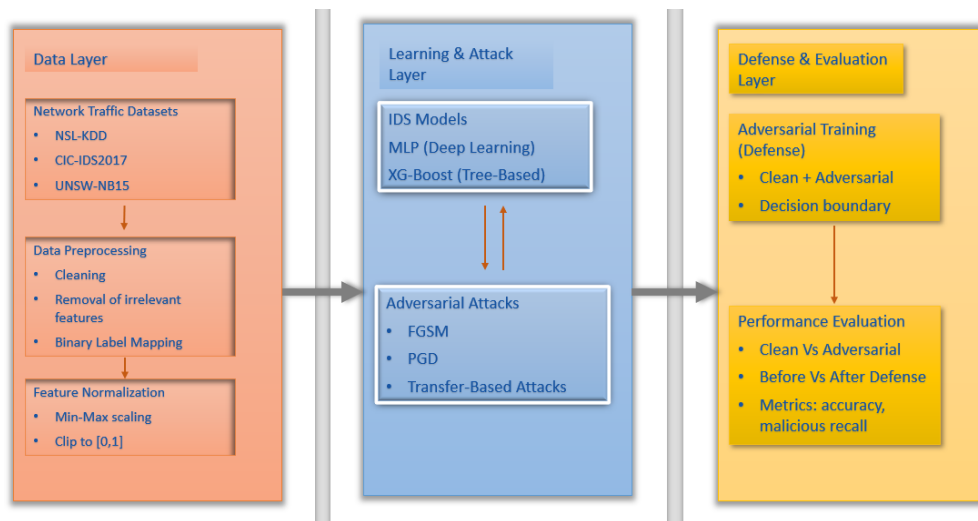 Data Layer
Network Traffic Datasets
• NSL-KDD
• CIC-IDS2017
• UNSW-NB15
Data Preprocessing
• Cleaning
• Removal of irrelevant
features
• Binary Label Mapping
Feature Normalization
• Min-Max scaling
• Clip to [0,1]
Learning & Attack
Layer
IDS Models
MLP (Deep Learning)
XG-Boost (Tree-Based)
Adversarial Attacks
• FGSM
• PGD
• Transfer-Based Attacks
Defense & Evaluation
Layer
Adversarial Training
(Defense)
• Clean + Adversarial
• Decision boundary
Performance Evaluation
• Clean Vs Adversarial
• Before Vs After Defense
• Metrics: accuracy,
malicious recall